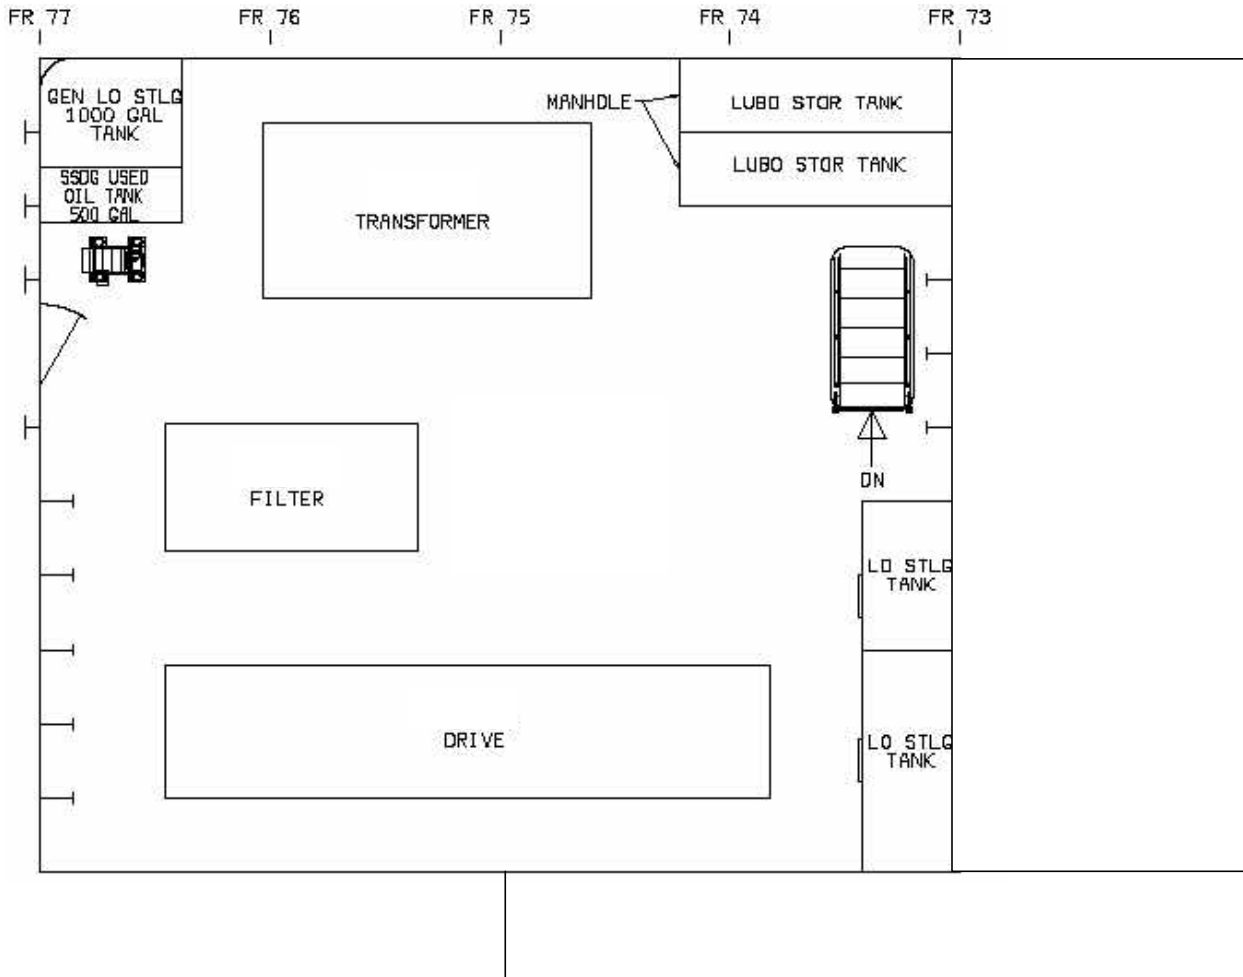 FR 77 FR 76 FR 75 FR 74 FR 73
GEN LO STLG
1000 GAL
TANK
SSDG USED
OIL TANK
500 GAL
TRANSFORMER
MANHOLE
LUBO STOR TANK
LUBO STOR TANK
DN
FILTER
LO STLG
TANK
DRIVE
LO STLG
TANK